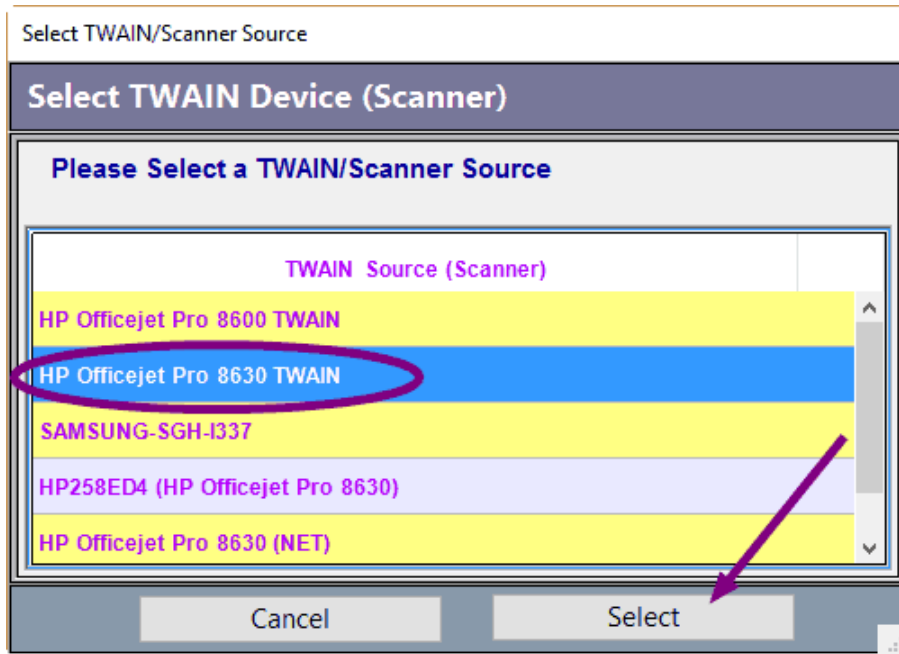 Select TWAIN/Scanner Source
Select TWAIN Device (Scanner)
Please Select a TWAIN/Scanner Source
TWAIN Source (Scanner)
HP Officejet Pro 8600 TWAIN
HP Officejet Pro 8630 TWAIN
SAMSUNG-SGH-I337
HP258ED4 (HP Officejet Pro 8630)
HP Officejet Pro 8630 (NET)
Cancel Select